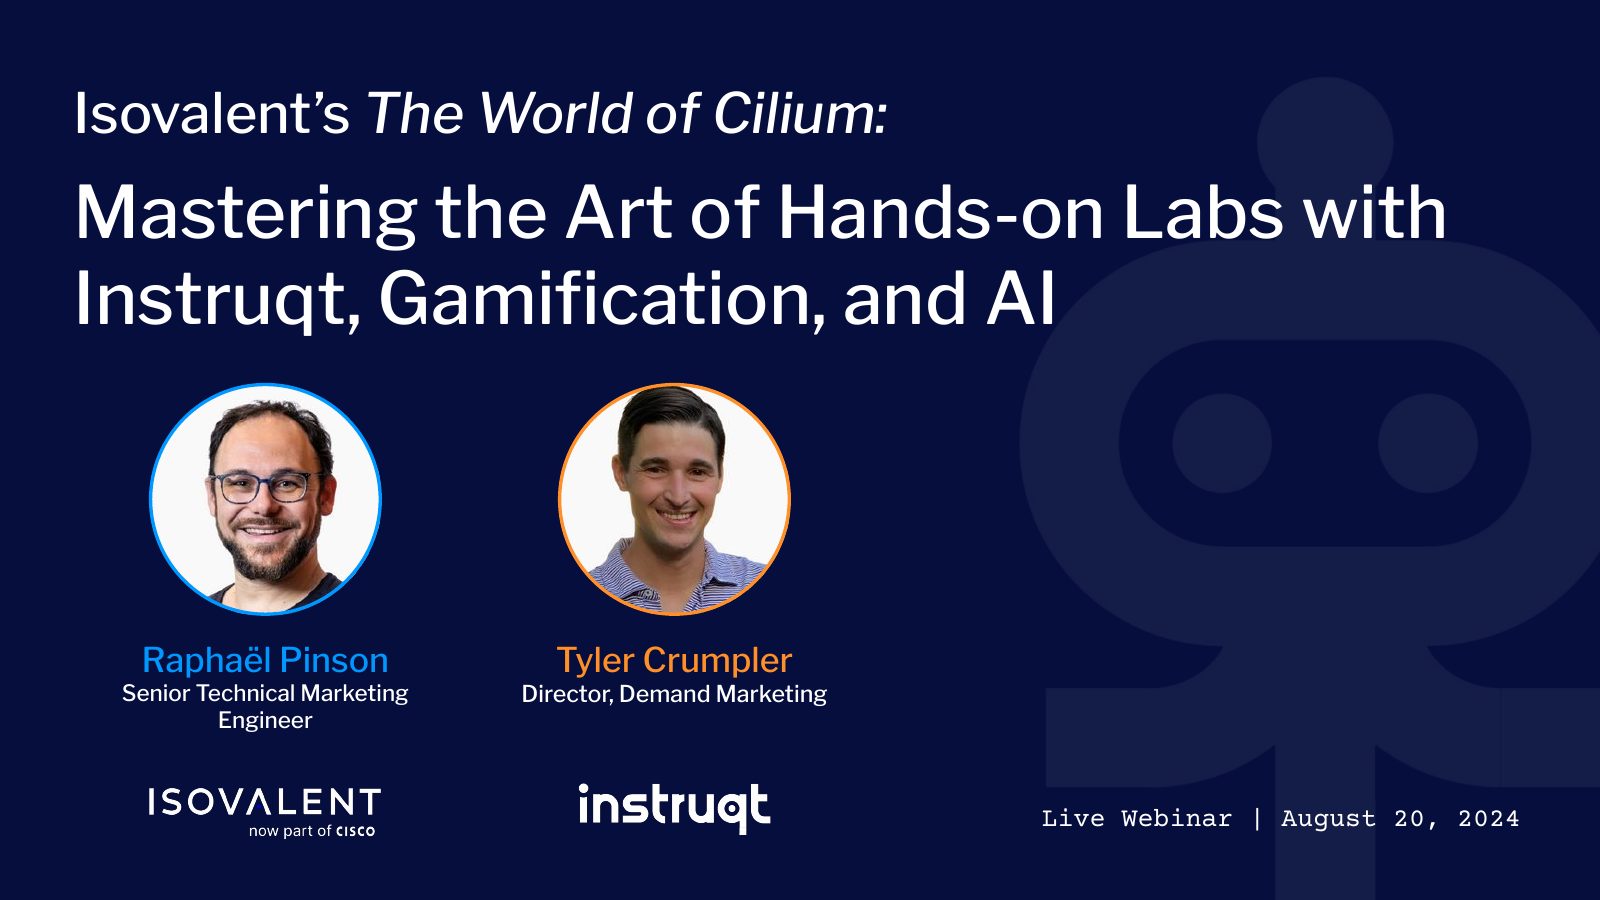 Isovalent’s The World of Cilium:
Mastering the Art of Hands-on Labs with
Instruqt, Gamification, and AI
Raphaël Pinson
Senior Technical Marketing
Engineer
Tyler Crumpler
Director, Demand Marketing
ISOVALENT
now part of CISCO
instruqt
Live Webinar | August 20, 2024